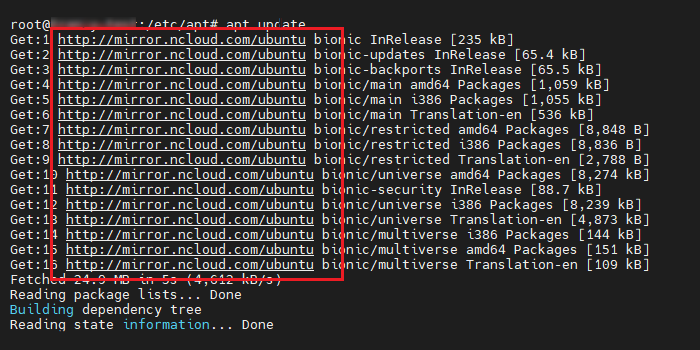 root@ :/etc/apt# apt update
Get:1 http://mirror.ncloud.com/ubuntu bionic InRelease [235 kB]
Get:2 http://mirror.ncloud.com/ubuntu bionic-updates InRelease [65.4 kB]
Get:3 http://mirror.ncloud.com/ubuntu bionic-backports InRelease [65.5 kB]
Get:4 http://mirror.ncloud.com/ubuntu bionic/main amd64 Packages [1,059 kB]
Get:5 http://mirror.ncloud.com/ubuntu bionic/main i386 Packages [1,055 kB]
Get:6 http://mirror.ncloud.com/ubuntu bionic/main Translation-en [536 kB]
Get:7 http://mirror.ncloud.com/ubuntu bionic/restricted amd64 Packages [8,848 B]
Get:8 http://mirror.ncloud.com/ubuntu bionic/restricted i386 Packages [8,836 B]
Get:9 http://mirror.ncloud.com/ubuntu bionic/restricted Translation-en [2,788 B]
Get:10 http://mirror.ncloud.com/ubuntu bionic/universe amd64 Packages [8,274 kB]
Get:11 http://mirror.ncloud.com/ubuntu bionic-security InRelease [88.7 kB]
Get:12 http://mirror.ncloud.com/ubuntu bionic/universe i386 Packages [8,239 kB]
Get:13 http://mirror.ncloud.com/ubuntu bionic/universe Translation-en [4,873 kB]
Get:14 http://mirror.ncloud.com/ubuntu bionic/multiverse i386 Packages [144 kB]
Get:15 http://mirror.ncloud.com/ubuntu bionic/multiverse amd64 Packages [151 kB]
Get:16 http://mirror.ncloud.com/ubuntu bionic/multiverse Translation-en [109 kB]
Fetched 24.9 MB in 5s (4,612 kB/s)
Reading package lists... Done
Building dependency tree
Reading state information... Done